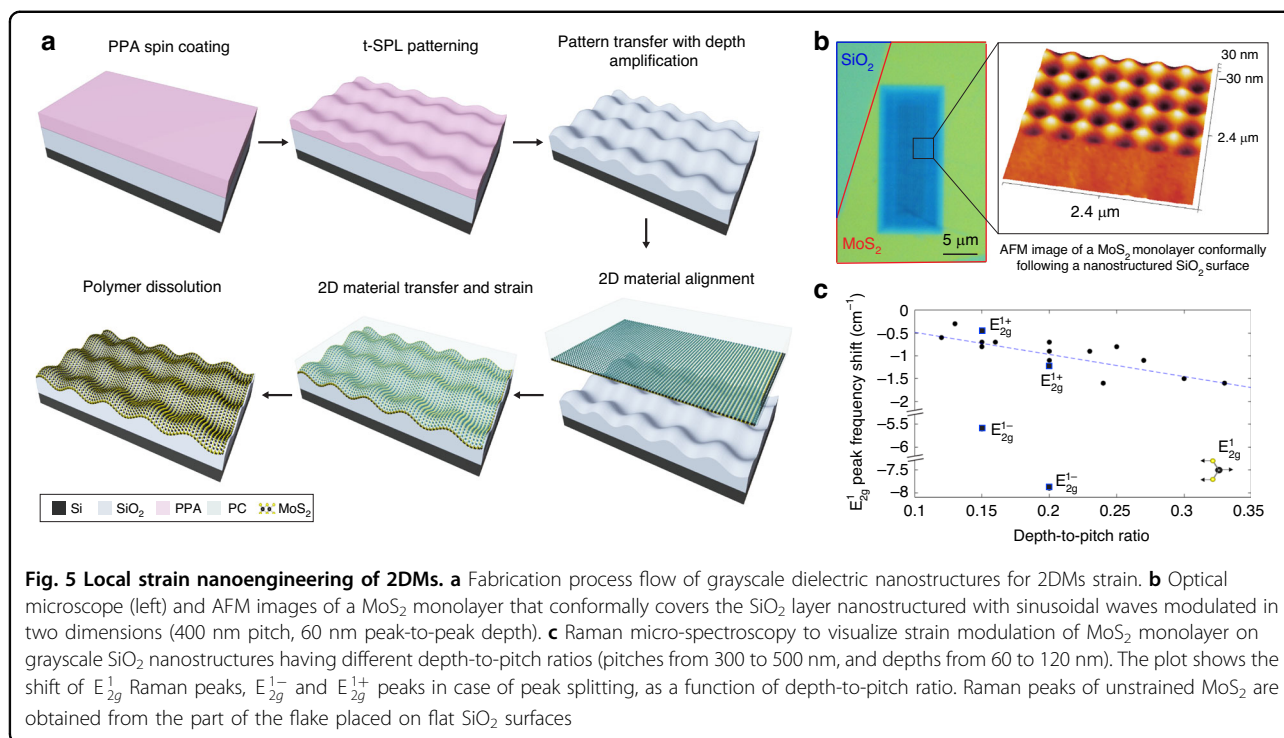 a
PPA spin coating
t-SPL patterning
Pattern transfer with depth
amplification
Polymer dissolution
2D material transfer and strain
2D material alignment
Si SiO₂ PPA PC MoS₂
b
SiO₂
MoS₂
5 μm
30 nm
−30 nm
2.4 μm
2.4 μm
AFM image of a MoS₂ monolayer conformally
following a nanostructured SiO₂ surface
c
E¹₂g peak frequency shift (cm⁻¹)
0
−0.5
−1
−1.5
−2
−5.5
−6
−7.5
−8
E¹⁺₂g
E¹⁺₂g
E¹⁻₂g
E¹⁻₂g
E¹₂g
0.1 0.15 0.2 0.25 0.3 0.35
Depth-to-pitch ratio
Fig. 5 Local strain nanoengineering of 2DMs. a Fabrication process flow of grayscale dielectric nanostructures for 2DMs strain. b Optical
microscope (left) and AFM images of a MoS₂ monolayer that conformally covers the SiO₂ layer nanostructured with sinusoidal waves modulated in
two dimensions (400 nm pitch, 60 nm peak-to-peak depth). c Raman micro-spectroscopy to visualize strain modulation of MoS₂ monolayer on
grayscale SiO₂ nanostructures having different depth-to-pitch ratios (pitches from 300 to 500 nm, and depths from 60 to 120 nm). The plot shows the
shift of E¹₂g Raman peaks, E¹⁻₂g and E¹⁺₂g peaks in case of peak splitting, as a function of depth-to-pitch ratio. Raman peaks of unstrained MoS₂ are
obtained from the part of the flake placed on flat SiO₂ surfaces